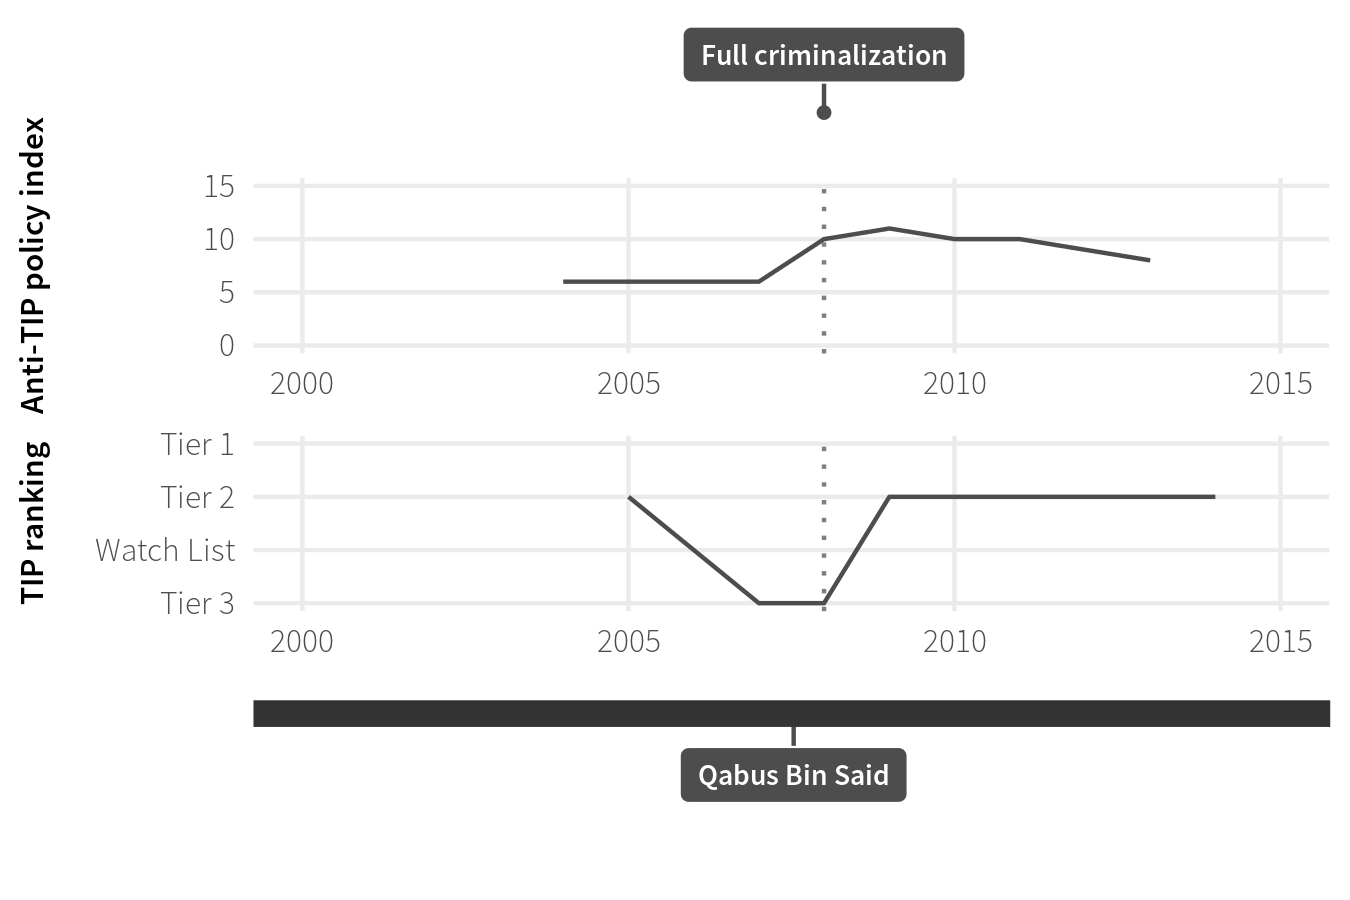 Full criminalization
Anti-TIP policy index
15
10
5
0
2000 2005 2010 2015
TIP ranking
Tier 1
Tier 2
Watch List
Tier 3
2000 2005 2010 2015
Qabus Bin Said